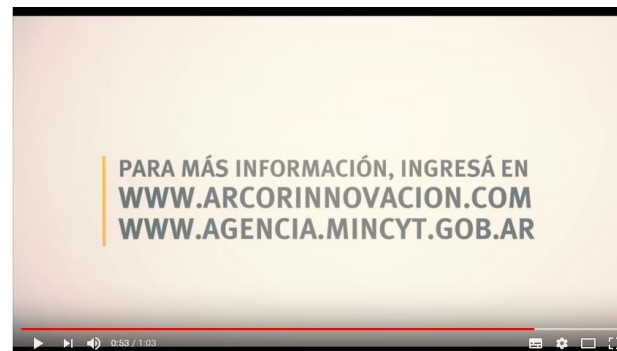 PARA MÁS INFORMACIÓN, INGRESÁ EN
WWW.ARCORINNOVACION.COM
WWW.AGENCIA.MINCYT.GOB.AR
0:53 / 1:03